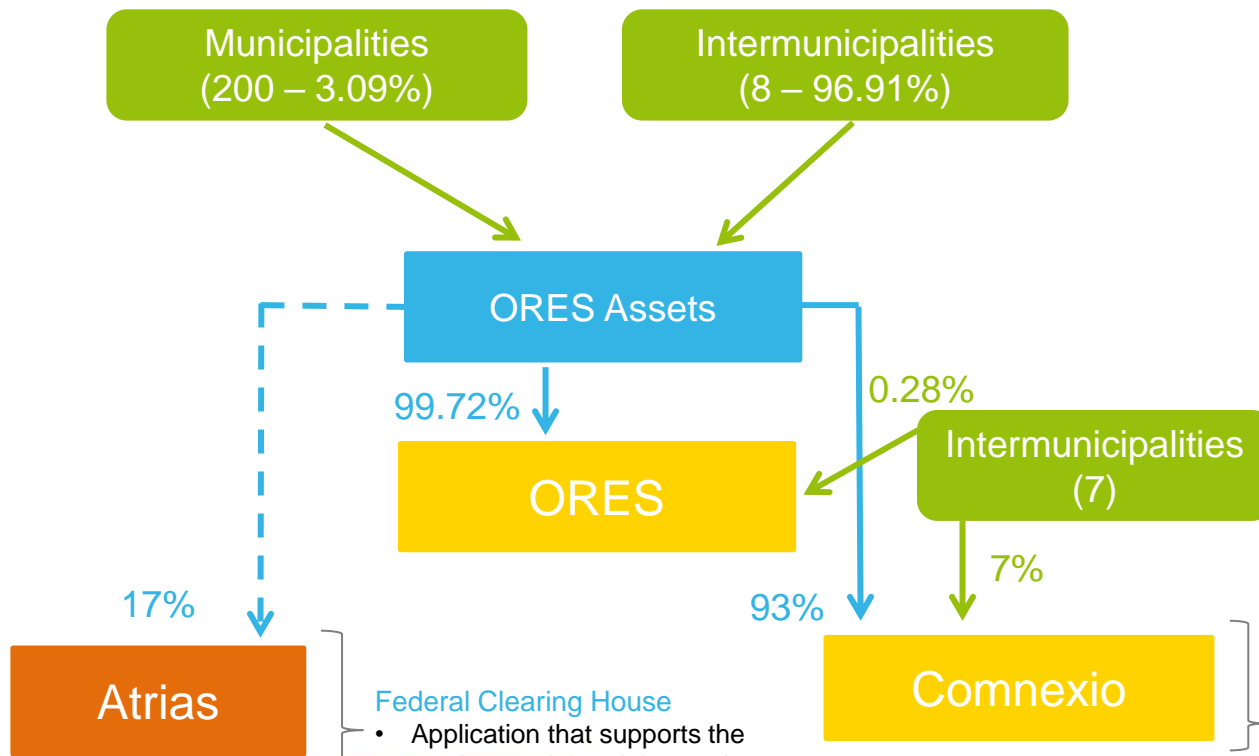 Municipalities
(200 – 3.09%)
Intermunicipalities
(8 – 96.91%)
ORES Assets
99.72%
0.28%
Intermunicipalities
(7)
ORES
7%
17%
93%
Atrias
Comnexio
Federal Clearing House
• Application that supports the